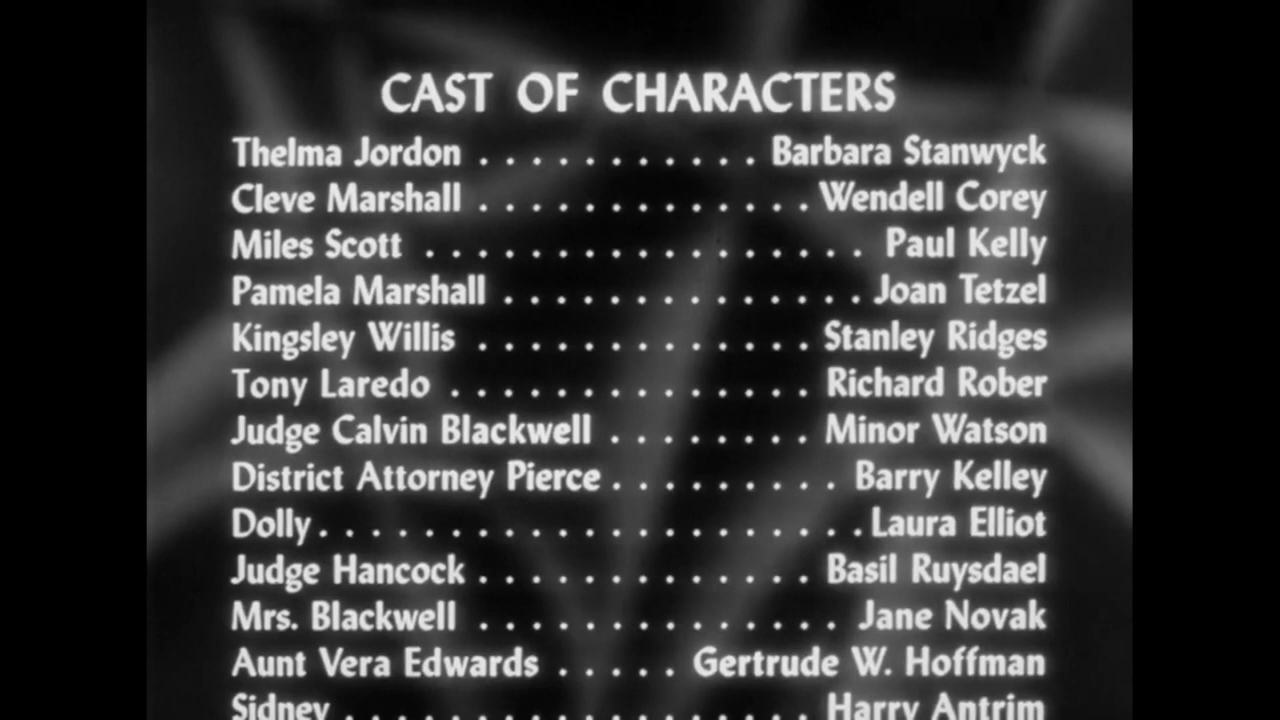 CAST OF CHARACTERS
Thelma Jordon . . . . . . . . . . . Barbara Stanwyck
Cleve Marshall . . . . . . . . . . . . . Wendell Corey
Miles Scott . . . . . . . . . . . . . . . . . Paul Kelly
Pamela Marshall . . . . . . . . . . . . . . Joan Tetzel
Kingsley Willis . . . . . . . . . . . . . Stanley Ridges
Tony Laredo . . . . . . . . . . . . . . Richard Rober
Judge Calvin Blackwell . . . . . . . . Minor Watson
District Attorney Pierce . . . . . . . . . Barry Kelley
Dolly . . . . . . . . . . . . . . . . . . . . . Laura Elliot
Judge Hancock . . . . . . . . . . . . . Basil Ruysdael
Mrs. Blackwell . . . . . . . . . . . . . . Jane Novak
Aunt Vera Edwards . . . . . Gertrude W. Hoffman
Sidney . . . . . . . . . . . . . . . . . . Harry Antrim